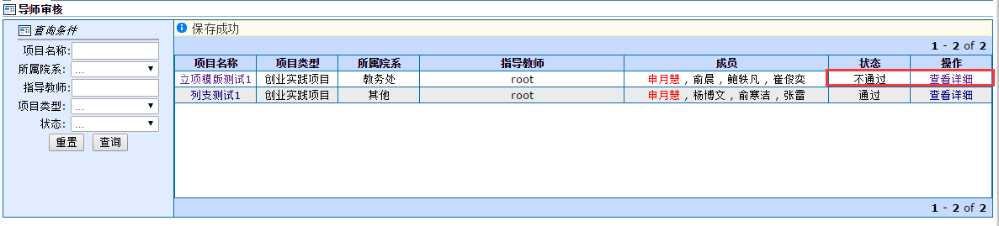 导师审核
查询条件
项目名称:
所属院系: ...
指导教师:
项目类型: ...
状态: ...
重置 查询
保存成功
1 - 2 of 2
项目名称 项目类型 所属院系 指导教师 成员 状态 操作
立项模版测试1 创业实践项目 教务处 root 申月慧 , 俞晨 , 鲍轶凡 , 崔俊奕 不通过 查看详细
列支测试1 创业实践项目 其他 root 申月慧 , 杨博文 , 俞寒洁 , 张雷 通过 查看详细
1 - 2 of 2